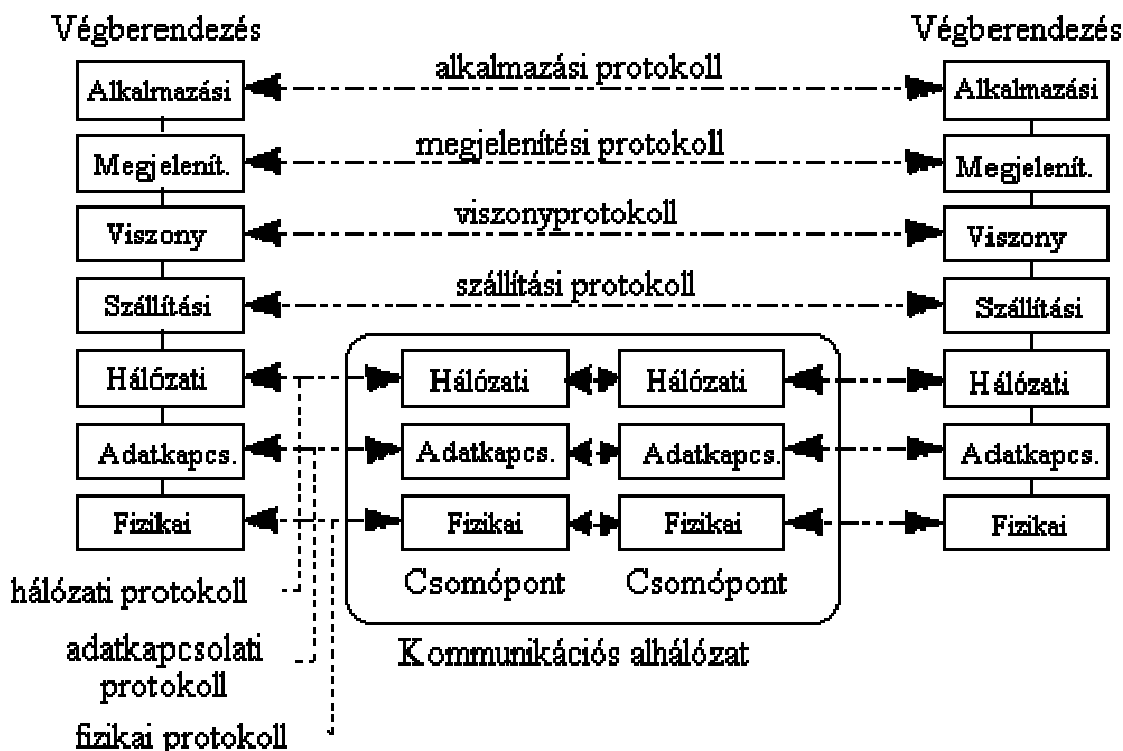 Végberendezés Végberendezés
Alkalmazási alkalmazási protokoll Alkalmazási
Megjelenít. megjelenítési protokoll Megjelenít.
Viszony viszonyprotokoll Viszony
Szállítási szállítási protokoll Szállítási
Hálózati Hálózati Hálózati Hálózati
Adatkapcs. Adatkapcs. Adatkapcs. Adatkapcs.
Fizikai Fizikai Fizikai Fizikai
hálózati protokoll Csomópont Csomópont
adatkapcsolati Kommunikációs alhálózat
protokoll
fizikai protokoll